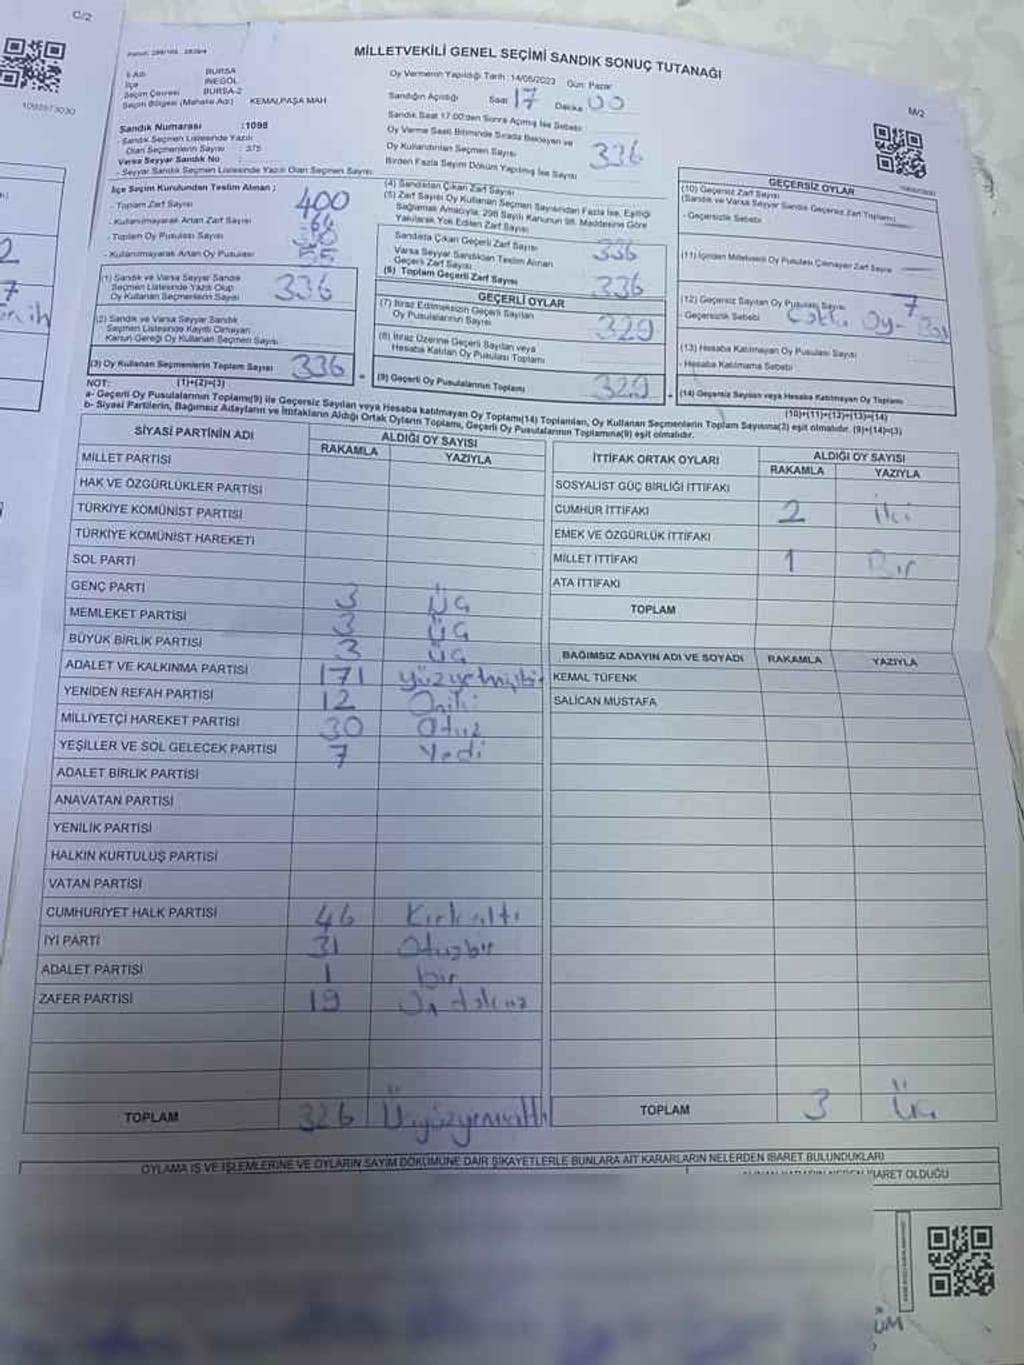 C/2
1093973030
MİLLETVEKİLİ GENEL SEÇİMİ SANDIK SONUÇ TUTANAĞI
M/2
İl Adı BURSA
İlçe İNEGÖL
Seçim Çevresi BURSA-2
Seçim Bölgesi (Mahalle Adı) KEMALPAŞA MAH
Oy Vermenin Yapıldığı Tarih :14/05/2023 Gün: Pazar
Sandığın Açıldığı Saat 17 Dakika 00
Sandık Saat 17:00'den Sonra Açılmış İse Sebebi
Oy Verme Saati Bitiminde Sırada Bekleyen ve
Oy Kullandırılan Seçmen Sayısı 336
Birden Fazla Sayım Döküm Yapılmış İse Sayısı
Sandık Numarası :1098
- Sandık Seçmen Listesinde Yazılı
Olan Seçmenlerin Sayısı : 375
Varsa Seyyar Sandık No
- Seyyar Sandık Seçmen Listesinde Yazılı Olan Seçmen Sayısı
İlçe Seçim Kurulundan Teslim Alınan ;
- Toplam Zarf Sayısı 400
- Kullanılmayarak Artan Zarf Sayısı 64
- Toplam Oy Pusulası Sayısı
- Kullanılmayarak Artan Oy Pusulası
(1) Sandık ve Varsa Seyyar Sandık
Seçmen Listesinde Yazılı Olup
Oy Kullanan Seçmenlerin Sayısı 336
(2) Sandık ve Varsa Seyyar Sandık
Seçmen Listesinde Kayıtlı Olmayan
Kanun Gereği Oy Kullanan Seçmen Sayısı
(3) Oy Kullanan Seçmenlerin Toplam Sayısı 336
(4) Sandıktan Çıkan Zarf Sayısı
(5) Zarf Sayısı Oy Kullanan Seçmen Sayısından Fazla İse, Eşitliği
Sağlamak Amacıyla, 298 Sayılı Kanunun 98. Maddesine Göre
Yakılarak Yok Edilen Zarf Sayısı
Sandıkta Çıkan Geçerli Zarf Sayısı 336
Varsa Seyyar Sandıktan Teslim Alınan
Geçerli Zarf Sayısı
(6) Toplam Geçerli Zarf Sayısı 336
GEÇERLİ OYLAR
(7) İtiraz Edilmeksizin Geçerli Sayılan
Oy Pusulalarının Sayısı 329
(8) İtiraz Üzerine Geçerli Sayılan veya
Hesaba Katılan Oy Pusulası Toplamı
= (9) Geçerli Oy Pusulalarının Toplamı 329
GEÇERSİZ OYLAR
(10) Geçersiz Zarf Sayısı
(Sandık ve Varsa Seyyar Sandık Geçersiz Zarf Toplamı)
- Geçersizlik Sebebi
(11) İçinden Milletvekili Oy Pusulası Çıkmayan Zarf Sayısı
(12) Geçersiz Sayılan Oy Pusulası Sayısı 7
- Geçersizlik Sebebi
(13) Hesaba Katılmayan Oy Pusulası Sayısı
- Hesaba Katılmama Sebebi
+ (14) Geçersiz Sayılan veya Hesaba Katılmayan Oy Toplamı
NOT: (1)+(2)=(3) (10)+(11)+(12)+(13)=(14)
a- Geçerli Oy Pusulalarının Toplamı(9) ile Geçersiz Sayılan veya Hesaba katılmayan Oy Toplamı(14) Toplamları, Oy Kullanan Seçmenlerin Toplam Sayısına(3) eşit olmalıdır. (9)+(14)=(3)
b- Siyasi Partilerin, Bağımsız Adayların ve İttifakların Aldığı Ortak Oyların Toplamı, Geçerli Oy Pusulalarının Toplamına(9) eşit olmalıdır.
SİYASİ PARTİNİN ADI ALDIĞI OY SAYISI
RAKAMLA YAZIYLA
MİLLET PARTİSİ
HAK VE ÖZGÜRLÜKLER PARTİSİ
TÜRKİYE KOMÜNİST PARTİSİ
TÜRKİYE KOMÜNİST HAREKETİ
SOL PARTİ
GENÇ PARTİ 3 Üç
MEMLEKET PARTİSİ 3 Üç
BÜYÜK BİRLİK PARTİSİ 3 Üç
ADALET VE KALKINMA PARTİSİ 171 yüzyetmişbir
YENİDEN REFAH PARTİSİ 12 Oniki
MİLLİYETÇİ HAREKET PARTİSİ 30 Otuz
YEŞİLLER VE SOL GELECEK PARTİSİ 7 Yedi
ADALET BİRLİK PARTİSİ
ANAVATAN PARTİSİ
YENİLİK PARTİSİ
HALKIN KURTULUŞ PARTİSİ
VATAN PARTİSİ
CUMHURİYET HALK PARTİSİ 46 Kırkaltı
İYİ PARTİ 31 Otuzbir
ADALET PARTİSİ 1 bir
ZAFER PARTİSİ 19 On dokuz
TOPLAM 326 Üçyüzyirmialtı
İTTİFAK ORTAK OYLARI ALDIĞI OY SAYISI
RAKAMLA YAZIYLA
SOSYALİST GÜÇ BİRLİĞİ İTTİFAKI
CUMHUR İTTİFAKI 2 iki
EMEK VE ÖZGÜRLÜK İTTİFAKI
MİLLET İTTİFAKI 1 Bir
ATA İTTİFAKI
TOPLAM
BAĞIMSIZ ADAYIN ADI VE SOYADI RAKAMLA YAZIYLA
KEMAL TÜFENK
SALİCAN MUSTAFA
TOPLAM 3 Üç
OYLAMA İŞ VE İŞLEMLERİNE VE OYLARIN SAYIM DÖKÜMÜNE DAİR ŞİKAYETLERLE BUNLARA AİT KARARLARIN NELERDEN İBARET BULUNDUKLARI
İBARET OLDUĞU